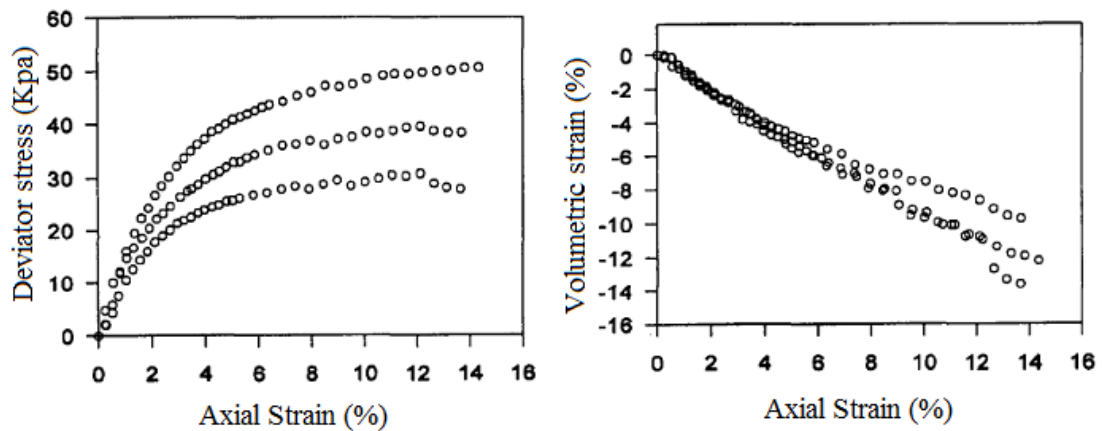 60
50
40
30
20
10
0
Deviator stress (Kpa)
0 2 4 6 8 10 12 14 16
Axial Strain (%)
0
-2
-4
-6
-8
-10
-12
-14
-16
Volumetric strain (%)
0 2 4 6 8 10 12 14 16
Axial Strain (%)